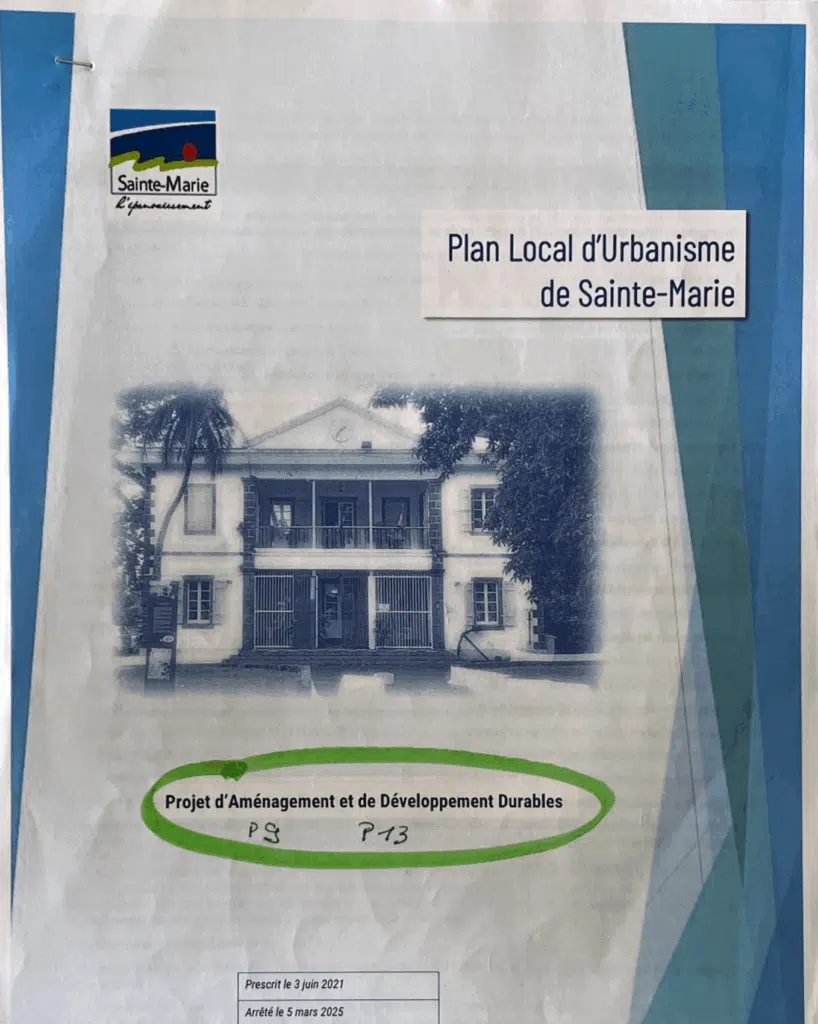 Sainte-Marie
l'épanouissement
Plan Local d'Urbanisme
de Sainte-Marie
Projet d'Aménagement et de Développement Durables
P9 P13
Prescrit le 3 juin 2021
Arrêté le 5 mars 2025